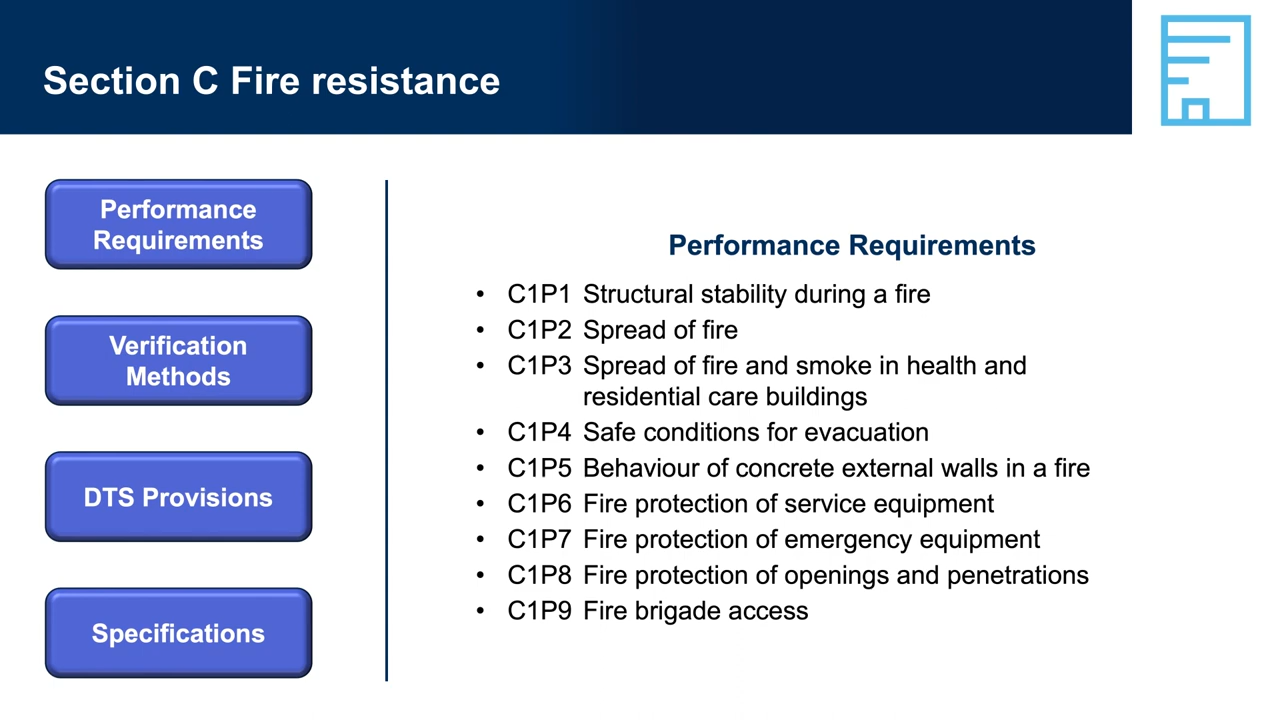 Section C Fire resistance
Performance
Requirements
Verification
Methods
DTS Provisions
Specifications
Performance Requirements
• C1P1 Structural stability during a fire
• C1P2 Spread of fire
• C1P3 Spread of fire and smoke in health and
residential care buildings
• C1P4 Safe conditions for evacuation
• C1P5 Behaviour of concrete external walls in a fire
• C1P6 Fire protection of service equipment
• C1P7 Fire protection of emergency equipment
• C1P8 Fire protection of openings and penetrations
• C1P9 Fire brigade access